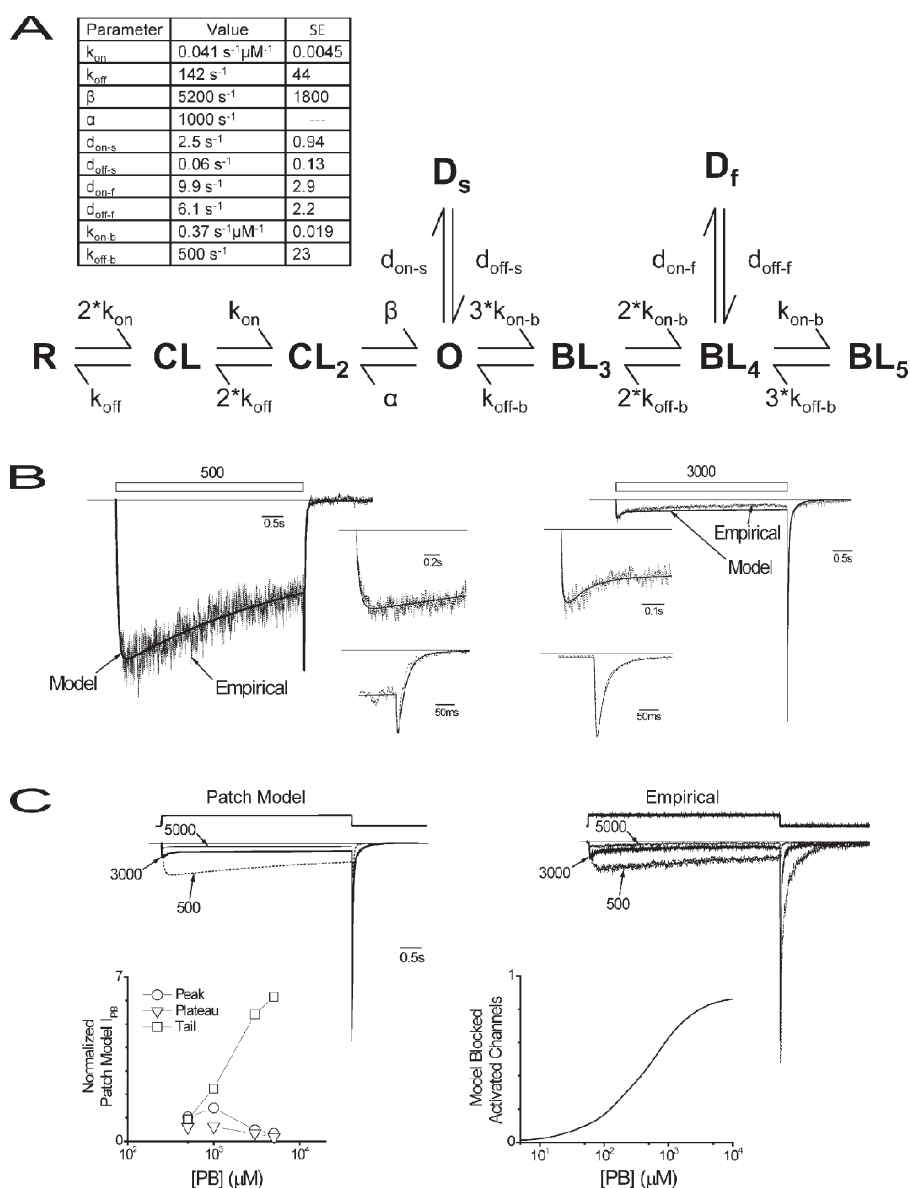 A
Parameter Value SE
kon 0.041 s-1µM-1 0.0045
koff 142 s-1 44
β 5200 s-1 1800
α 1000 s-1 ---
don-s 2.5 s-1 0.94
doff-s 0.06 s-1 0.13
don-f 9.9 s-1 2.9
doff-f 6.1 s-1 2.2
kon-b 0.37 s-1µM-1 0.019
koff-b 500 s-1 23
Ds Df
don-s doff-s don-f doff-f
2*kon kon β 3*kon-b 2*kon-b kon-b
R CL CL2 O BL3 BL4 BL5
koff 2*koff α koff-b 2*koff-b 3*koff-b
B
500
0.5s
0.2s
Model
Empirical
50ms
3000
Empirical
Model
0.5s
0.1s
50ms
C
Patch Model
5000
3000
500
0.5s
Empirical
5000
3000
500
7
Peak
Plateau
Tail
Normalized
Patch Model IPB
0
10² 10³ 10⁴
[PB] (µM)
1
Model Blocked
Activated Channels
0
10¹ 10² 10³ 10⁴
[PB] (µM)